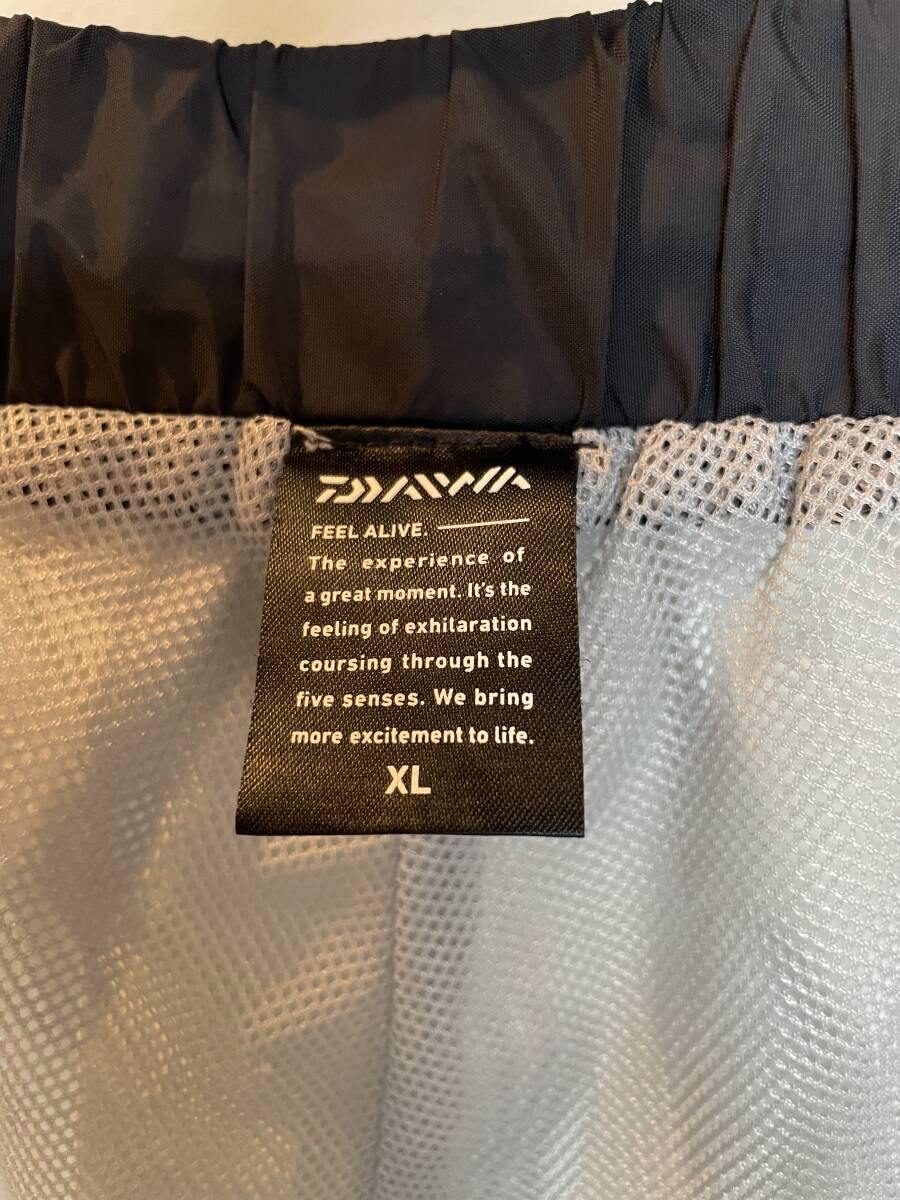 DAIWA
FEEL ALIVE.
The experience of
a great moment. It's the
feeling of exhilaration
coursing through the
five senses. We bring
more excitement to life.
XL